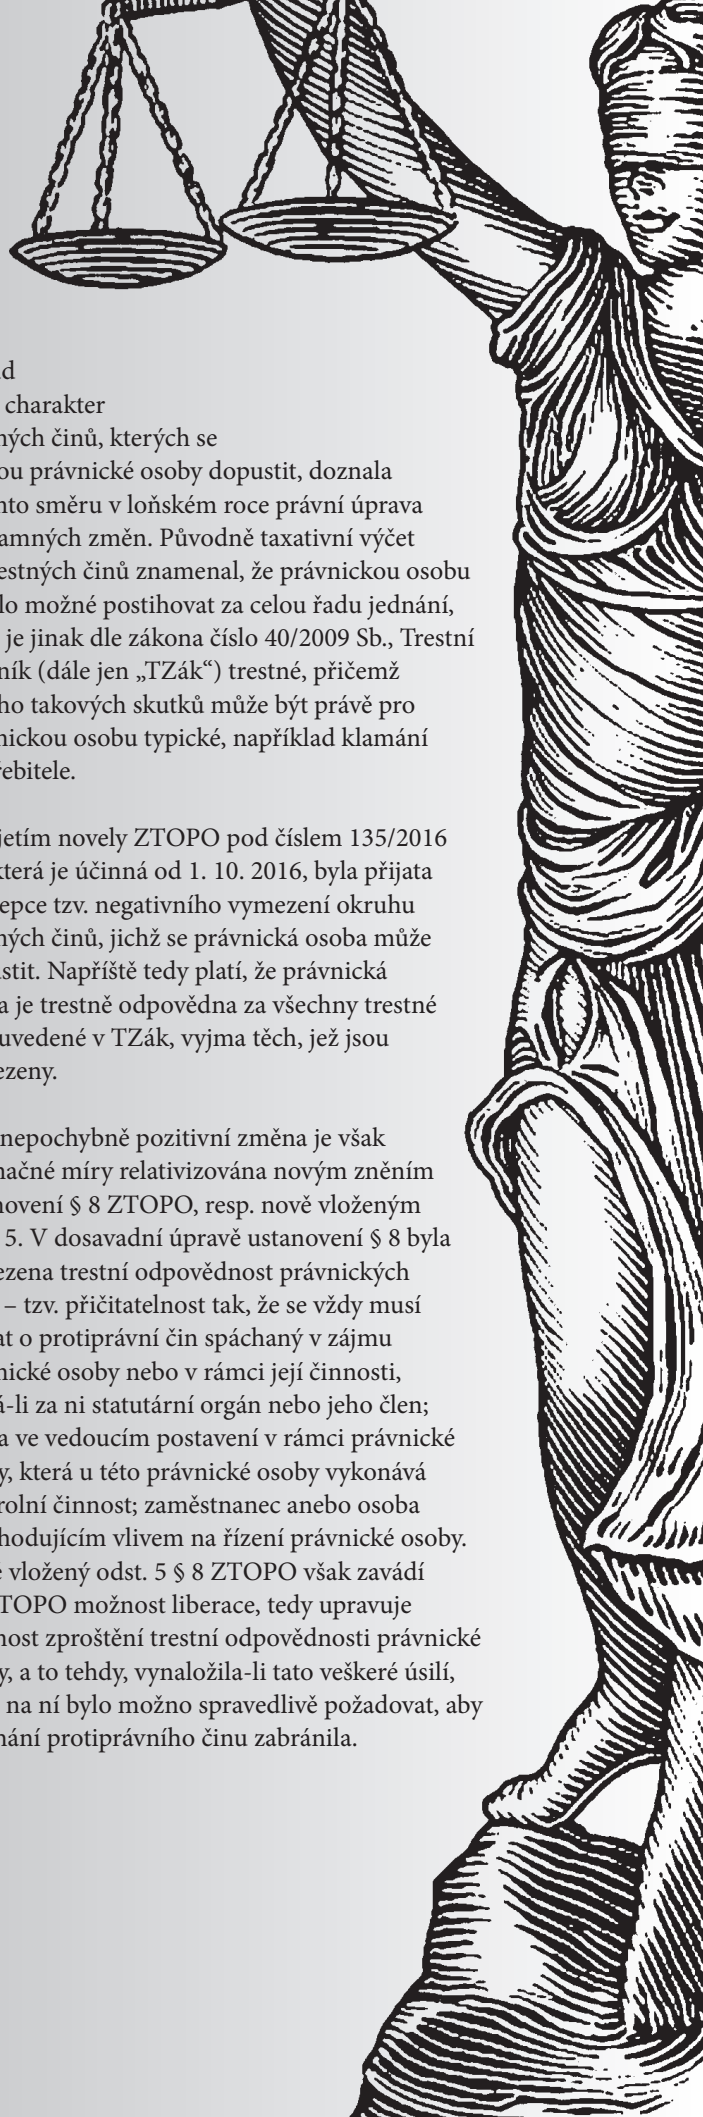 d
charakter
ných činů, kterých se
ou právnické osoby dopustit, doznala
nto směru v loňském roce právní úprava
amných změn. Původně taxativní výčet
estných činů znamenal, že právnickou osobu
lo možné postihovat za celou řadu jednání,
je jinak dle zákona číslo 40/2009 Sb., Trestní
ník (dále jen „TZák“) trestné, přičemž
ho takových skutků může být právě pro
nickou osobu typické, například klamání
řebitele.
jetím novely ZTOPO pod číslem 135/2016
která je účinná od 1. 10. 2016, byla přijata
epce tzv. negativního vymezení okruhu
ných činů, jichž se právnická osoba může
ustit. Napříště tedy platí, že právnická
a je trestně odpovědna za všechny trestné
uvedené v TZák, vyjma těch, jež jsou
ezeny.
nepochybně pozitivní změna je však
načné míry relativizována novým zněním
novení § 8 ZTOPO, resp. nově vloženým
5. V dosavadní úpravě ustanovení § 8 byla
ezena trestní odpovědnost právnických
– tzv. přičitatelnost tak, že se vždy musí
at o protiprávní čin spáchaný v zájmu
nické osoby nebo v rámci její činnosti,
á-li za ni statutární orgán nebo jeho člen;
a ve vedoucím postavení v rámci právnické
y, která u této právnické osoby vykonává
rolní činnost; zaměstnanec anebo osoba
hodujícím vlivem na řízení právnické osoby.
ě vložený odst. 5 § 8 ZTOPO však zavádí
TOPO možnost liberace, tedy upravuje
nost zproštění trestní odpovědnosti právnické
y, a to tehdy, vynaložila-li tato veškeré úsilí,
na ní bylo možno spravedlivě požadovat, aby
hání protiprávního činu zabránila.